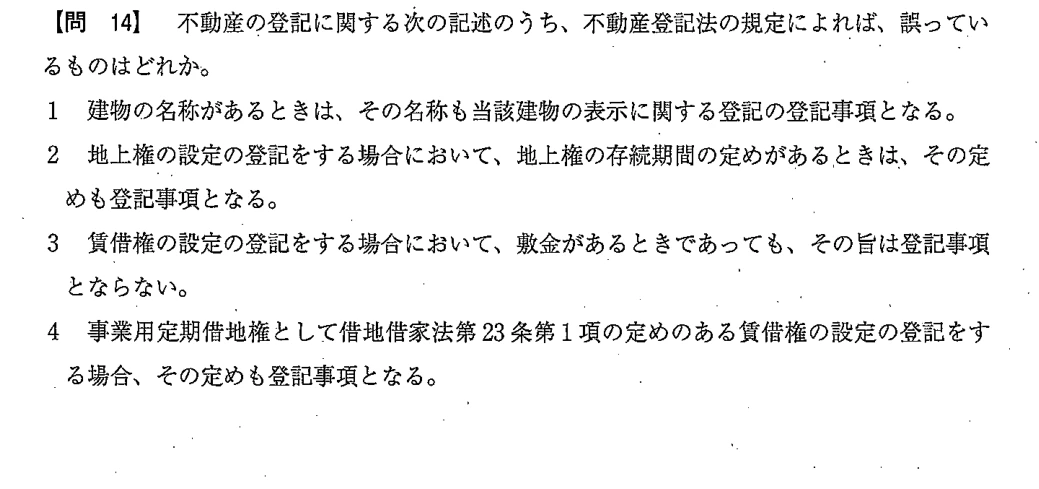 【問　14】　不動産の登記に関する次の記述のうち、不動産登記法の規定によれば、誤ってい
るものはどれか。
1　建物の名称があるときは、その名称も当該建物の表示に関する登記の登記事項となる。
2　地上権の設定の登記をする場合において、地上権の存続期間の定めがあるときは、その定
めも登記事項となる。
3　賃借権の設定の登記をする場合において、敷金があるときであっても、その旨は登記事項
とならない。
4　事業用定期借地権として借地借家法第23条第1項の定めのある賃借権の設定の登記をす
る場合、その定めも登記事項となる。